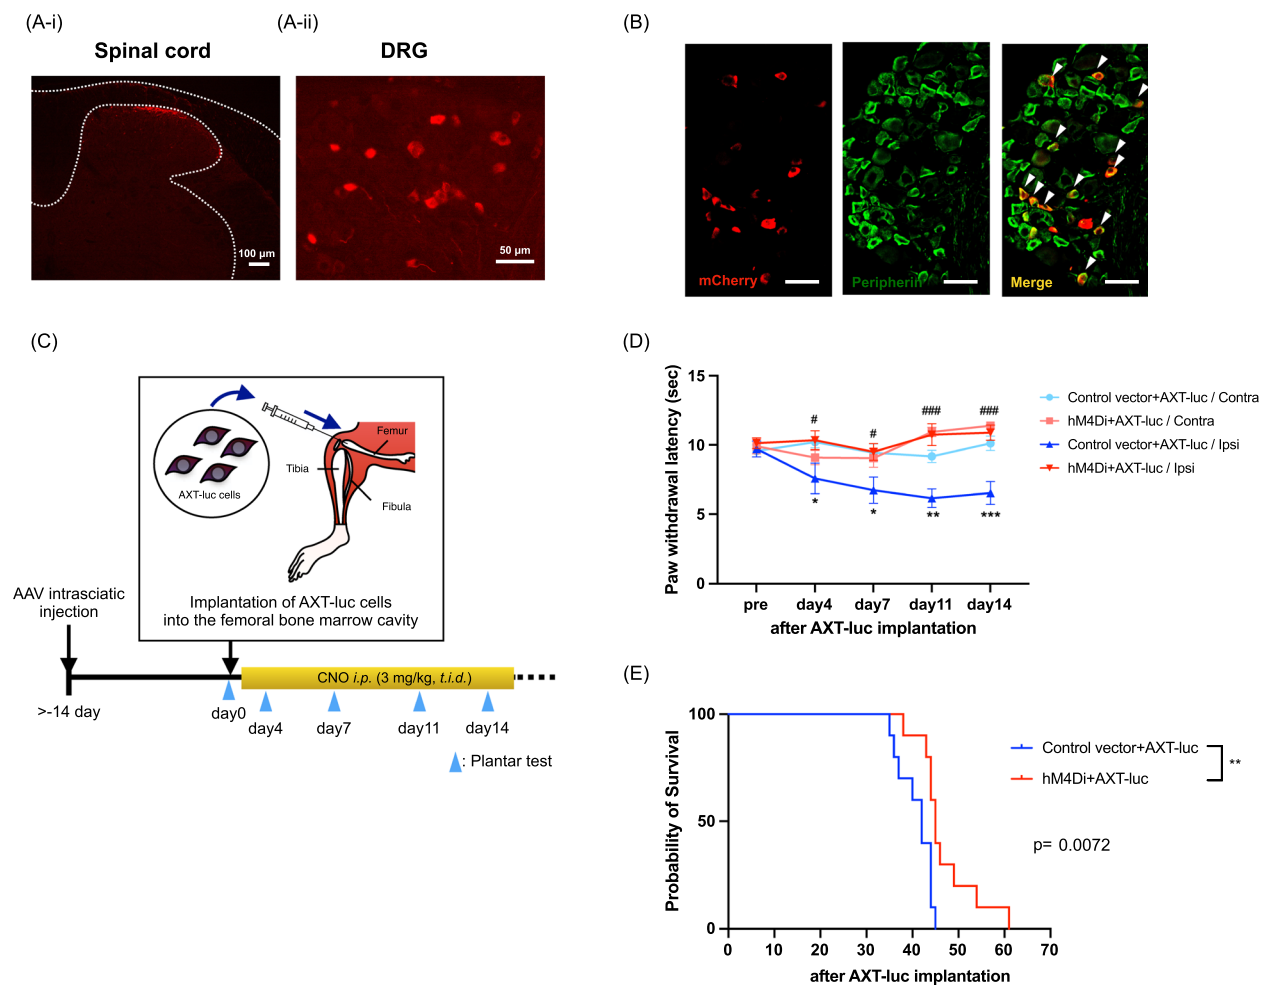 (A-i)
(A-ii)
Spinal cord
DRG
100 μm
50 μm
(B)
mCherry
Peripherin
Merge
(C)
AXT-luc cells
Femur
Tibia
Fibula
Implantation of AXT-luc cells
into the femoral bone marrow cavity
AAV intrasciatic
injection
CNO i.p. (3 mg/kg, t.i.d.)
>-14 day
day0
day4
day7
day11
day14
: Plantar test
(D)
Paw withdrawal latency (sec)
15
10
5
0
#
#
###
###
*
*
**
***
pre
day4
day7
day11
day14
after AXT-luc implantation
Control vector+AXT-luc / Contra
hM4Di+AXT-luc / Contra
Control vector+AXT-luc / Ipsi
hM4Di+AXT-luc / Ipsi
(E)
Probability of Survival
100
50
0
0
10
20
30
40
50
60
70
after AXT-luc implantation
Control vector+AXT-luc
hM4Di+AXT-luc
**
p= 0.0072